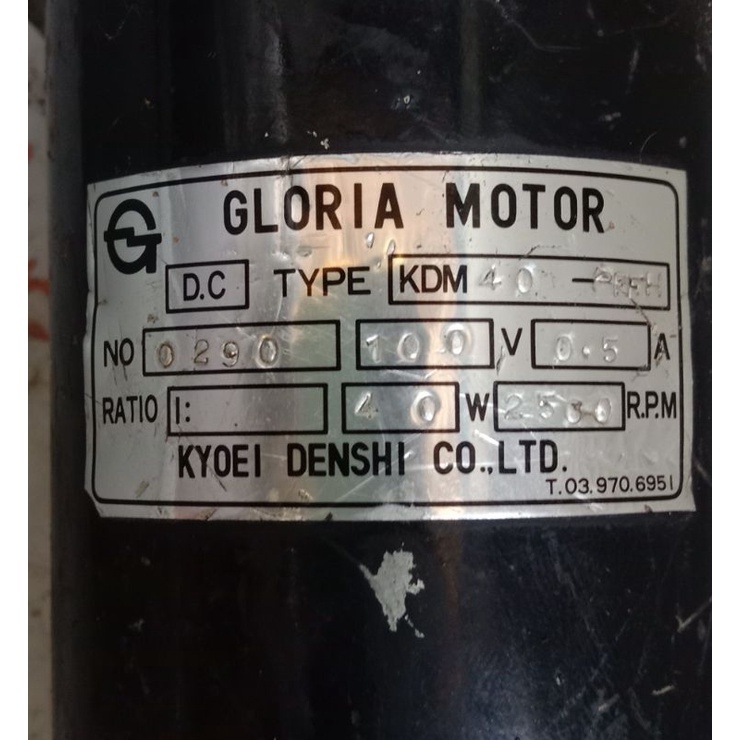 GLORIA MOTOR
G
D.C TYPE KDM 40 -PKFH
NO 0290 100 V 0.5 A
RATIO 1: 40 W 2500 R.P.M
KYOEI DENSHI CO.,LTD.
T.03.970.6951